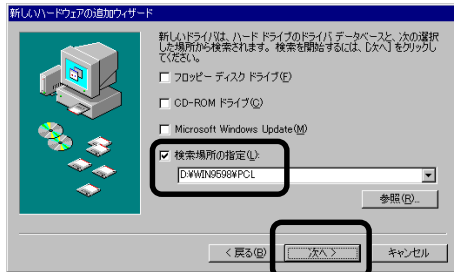 新しいハードウェアの追加ウィザード
新しいドライバは、ハード ドライブのドライバ データベースと、次の選択
した場所から検索されます。検索を開始するには、[次へ] をクリックし
てください。
フロッピー ディスク ドライブ(F)
CD-ROM ドライブ(C)
Microsoft Windows Update(M)
検索場所の指定(L):
D:¥WIN9598¥PCL
参照(R)...
< 戻る(B)
次へ >
キャンセル